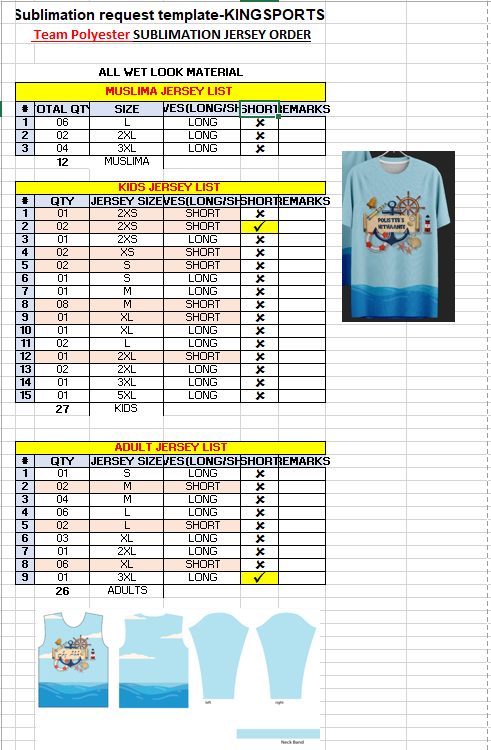 Sublimation request template-KINGSPORTS
Team Polyester SUBLIMATION JERSEY ORDER
ALL WET LOOK MATERIAL
MUSLIMA JERSEY LIST
# OTAL QTY SIZE VES(LONG/SH SHORT REMARKS
1 06 L LONG ✗
2 02 2XL LONG ✗
3 04 3XL LONG ✗
12 MUSLIMA
KIDS JERSEY LIST
# QTY JERSEY SIZE VES(LONG/SH SHORT REMARKS
1 01 2XS SHORT ✗
2 02 2XS SHORT ✓
3 01 2XS LONG ✗
4 02 XS SHORT ✗
5 02 S SHORT ✗
6 01 S LONG ✗
7 01 M LONG ✗
8 08 M SHORT ✗
9 01 XL SHORT ✗
10 01 XL LONG ✗
11 02 L LONG ✗
12 01 2XL SHORT ✗
13 02 2XL LONG ✗
14 01 3XL LONG ✗
15 01 5XL LONG ✗
27 KIDS
ADULT JERSEY LIST
# QTY JERSEY SIZE VES(LONG/SH SHORT REMARKS
1 01 S LONG ✗
2 02 M SHORT ✗
3 04 M LONG ✗
4 06 L LONG ✗
5 02 L SHORT ✗
6 03 XL LONG ✗
7 01 2XL LONG ✗
8 06 XL SHORT ✗
9 01 3XL LONG ✓
26 ADULTS
left
right
Neck Band